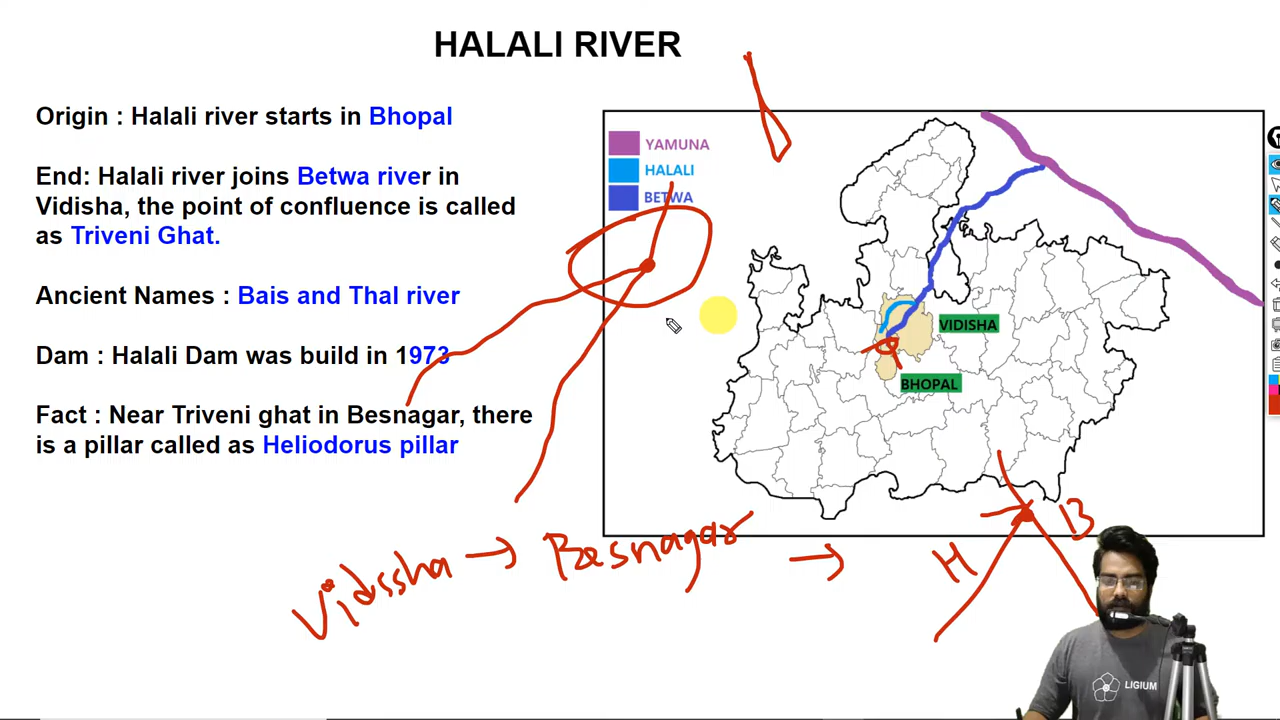 HALALI RIVER
Origin : Halali river starts in Bhopal
End: Halali river joins Betwa river in
Vidisha, the point of confluence is called
as Triveni Ghat.
Ancient Names : Bais and Thal river
Dam : Halali Dam was build in 1973
Fact : Near Triveni ghat in Besnagar, there
is a pillar called as Heliodorus pillar
YAMUNA
HALALI
BETWA
VIDISHA
BHOPAL
Vidssha → Besnagar →
H
B
LIGIUM